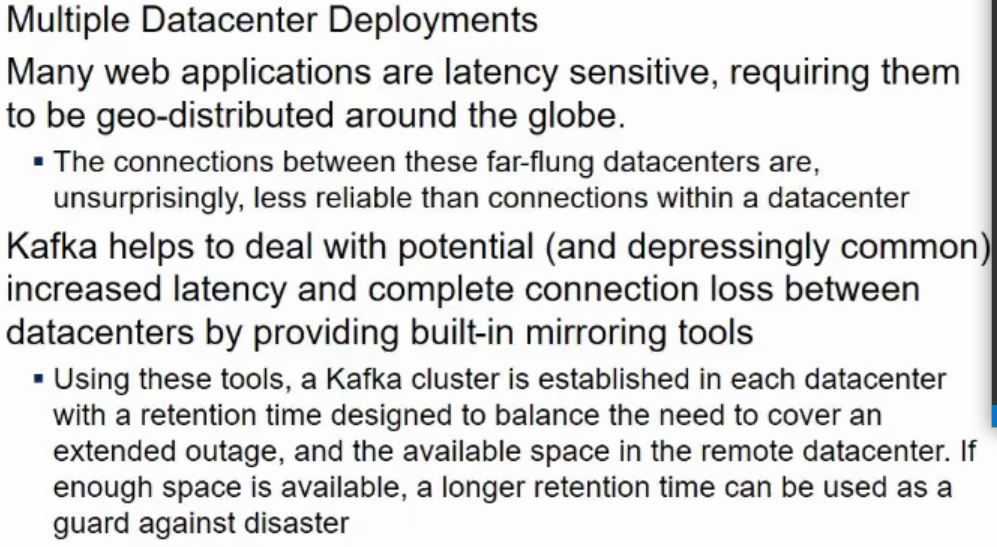 Multiple Datacenter Deployments
Many web applications are latency sensitive, requiring them
to be geo-distributed around the globe.
▪ The connections between these far-flung datacenters are,
unsurprisingly, less reliable than connections within a datacenter
Kafka helps to deal with potential (and depressingly common)
increased latency and complete connection loss between
datacenters by providing built-in mirroring tools
▪ Using these tools, a Kafka cluster is established in each datacenter
with a retention time designed to balance the need to cover an
extended outage, and the available space in the remote datacenter. If
enough space is available, a longer retention time can be used as a
guard against disaster